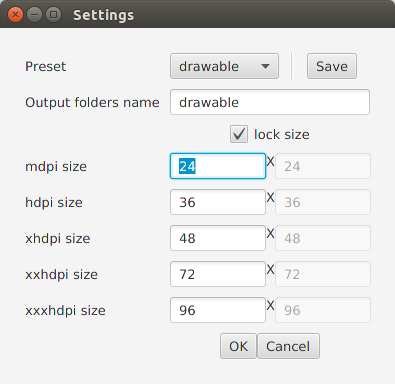 Settings
Preset drawable Save
Output folders name drawable
lock size
mdpi size 24 X 24
hdpi size 36 X 36
xhdpi size 48 X 48
xxhdpi size 72 X 72
xxxhdpi size 96 X 96
OK Cancel